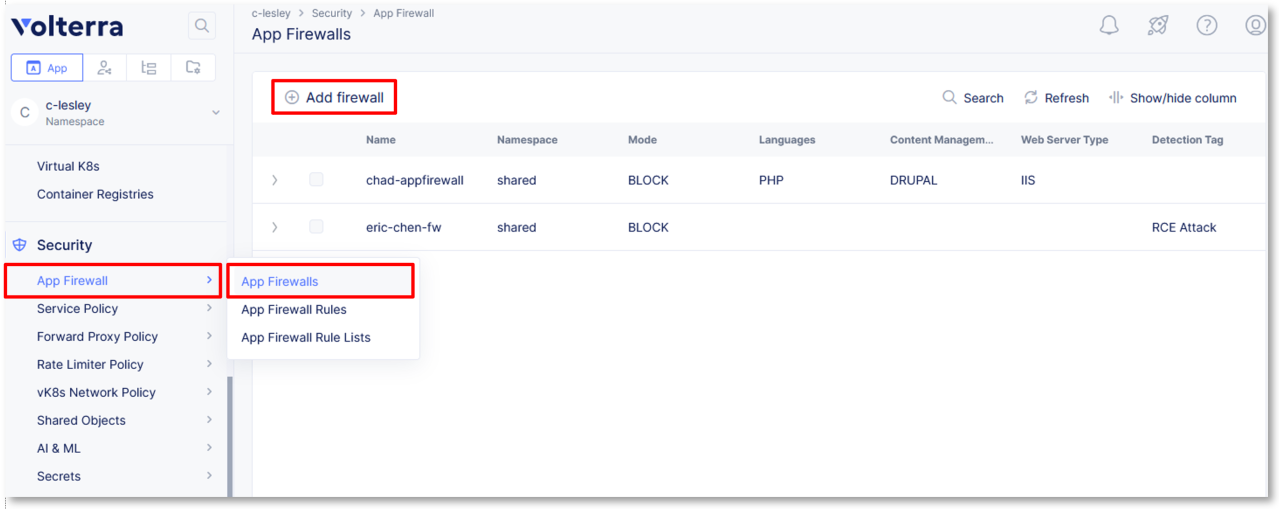 Volterra
App
C
c-lesley
Namespace
Virtual K8s
Container Registries
Security
App Firewall
Service Policy
Forward Proxy Policy
Rate Limiter Policy
vK8s Network Policy
Shared Objects
AI & ML
Secrets
App Firewalls
App Firewall Rules
App Firewall Rule Lists
c-lesley > Security > App Firewall
App Firewalls
Add firewall
Search Refresh Show/hide column
Name Namespace Mode Languages Content Managem... Web Server Type Detection Tag
chad-appfirewall shared BLOCK PHP DRUPAL IIS
eric-chen-fw shared BLOCK RCE Attack